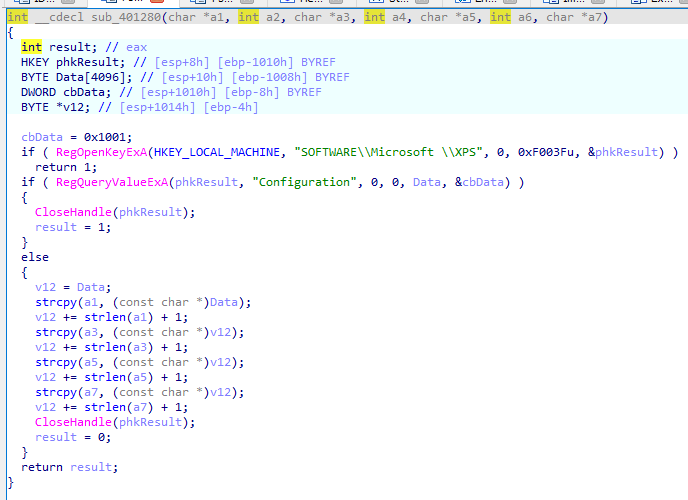 int __cdecl sub_401280(char *a1, int a2, char *a3, int a4, char *a5, int a6, char *a7)
{
  int result; // eax
  HKEY phkResult; // [esp+8h] [ebp-1010h] BYREF
  BYTE Data[4096]; // [esp+10h] [ebp-1008h] BYREF
  DWORD cbData; // [esp+1010h] [ebp-8h] BYREF
  BYTE *v12; // [esp+1014h] [ebp-4h]

  cbData = 0x1001;
  if ( RegOpenKeyExA(HKEY_LOCAL_MACHINE, "SOFTWARE\\Microsoft \\XPS", 0, 0xF003Fu, &phkResult) )
    return 1;
  if ( RegQueryValueExA(phkResult, "Configuration", 0, 0, Data, &cbData) )
  {
    CloseHandle(phkResult);
    result = 1;
  }
  else
  {
    v12 = Data;
    strcpy(a1, (const char *)Data);
    v12 += strlen(a1) + 1;
    strcpy(a3, (const char *)v12);
    v12 += strlen(a3) + 1;
    strcpy(a5, (const char *)v12);
    v12 += strlen(a5) + 1;
    strcpy(a7, (const char *)v12);
    v12 += strlen(a7) + 1;
    CloseHandle(phkResult);
    result = 0;
  }
  return result;
}